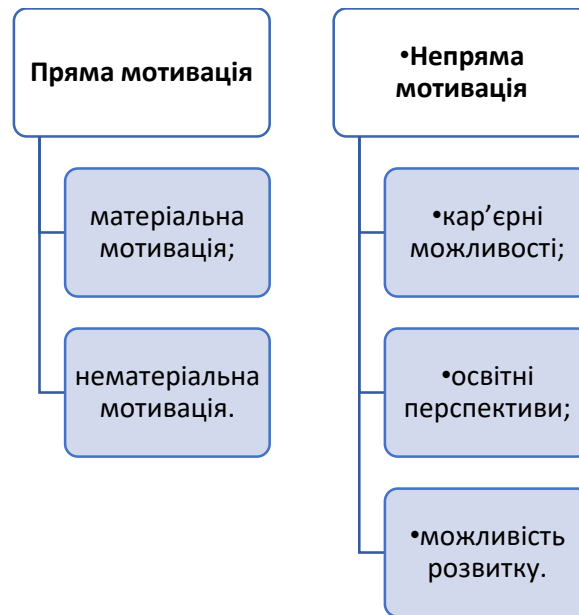 Пряма мотивація
матеріальна
мотивація;
нематеріальна
мотивація.
•Непряма
мотивація
•кар’єрні
можливості;
•освітні
перспективи;
•можливість
розвитку.